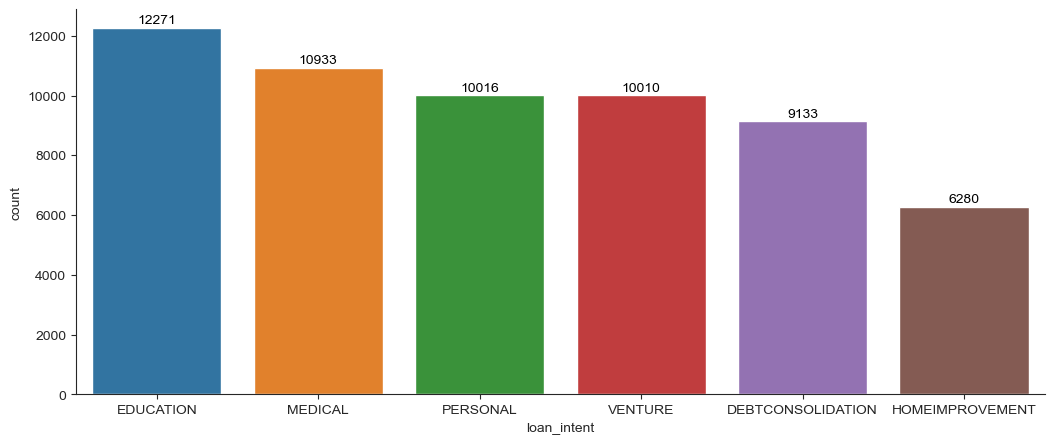 12271
10933
10016
10010
9133
6280
12000
10000
8000
6000
4000
2000
0
count
EDUCATION
MEDICAL
PERSONAL
VENTURE
DEBTCONSOLIDATION
HOMEIMPROVEMENT
loan_intent